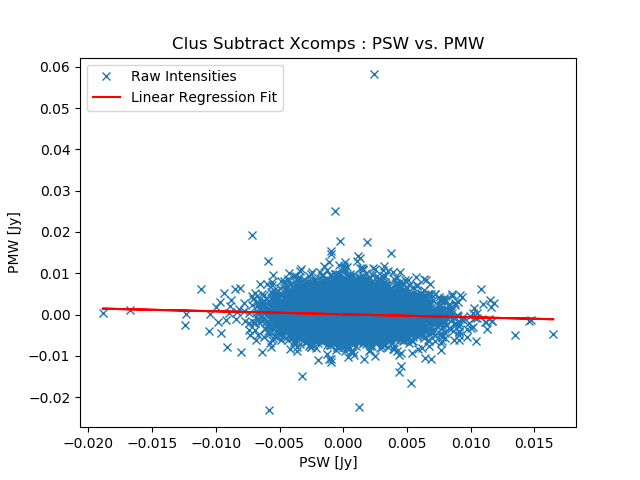 Clus Subtract Xcomps : PSW vs. PMW
Raw Intensities
Linear Regression Fit
PMW [Jy]
0.06
0.05
0.04
0.03
0.02
0.01
0.00
−0.01
−0.02
−0.020 −0.015 −0.010 −0.005 0.000 0.005 0.010 0.015
PSW [Jy]